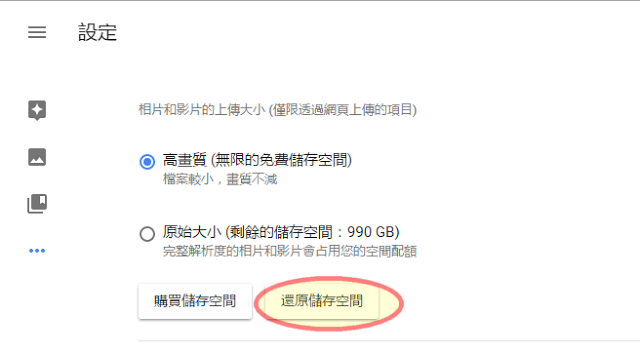 設定
相片和影片的上傳大小 (僅限透過網頁上傳的項目)
高畫質 (無限的免費儲存空間)
檔案較小，畫質不減
原始大小 (剩餘的儲存空間：990 GB)
完整解析度的相片和影片會占用您的空間配額
購買儲存空間
還原儲存空間